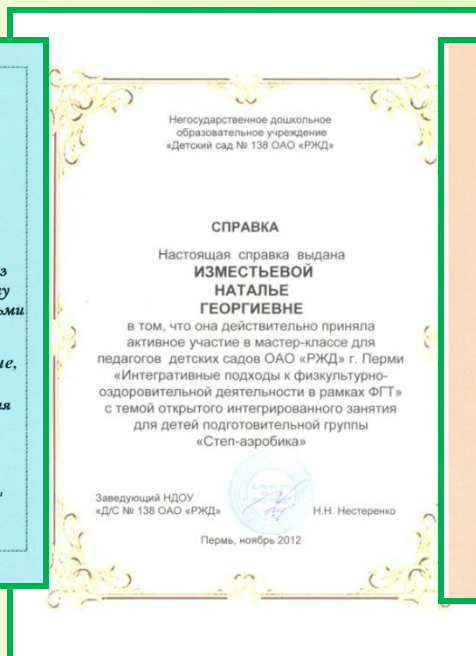 Негосударственное дошкольное
образовательное учреждение
«Детский сад № 138 ОАО «РЖД»
СПРАВКА
Настоящая справка выдана
ИЗМЕСТЬЕВОЙ
НАТАЛЬЕ
ГЕОРГИЕВНЕ
в том, что она действительно приняла
активное участие в мастер-классе для
педагогов детских садов ОАО «РЖД» г. Перми
«Интегративные подходы к физкультурно-
оздоровительной деятельности в рамках ФГТ»
с темой открытого интегрированного занятия
для детей подготовительной группы
«Степ-аэробика»
Заведующий НДОУ
«Д/С № 138 ОАО «РЖД»
Н.Н. Нестеренко
Пермь, ноябрь 2012